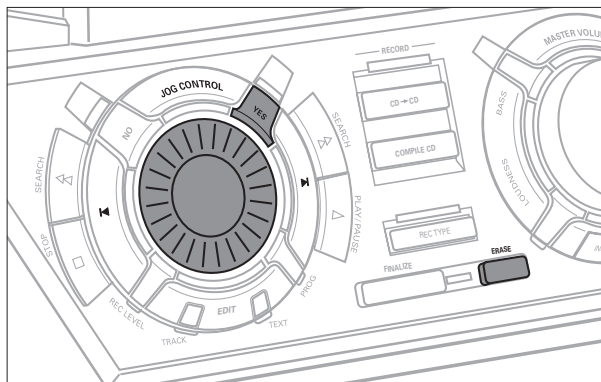 RECORD
MASTER VOLU
JOG CONTROL
YES
NO
CD → CD
COMPILE CD
BASS
LOUDNESS
SEARCH
SEARCH
PLAY/PAUSE
STOP
REC TYPE
ERASE
FINALIZE
REC LEVEL
TRACK
EDIT
TEXT
PROG